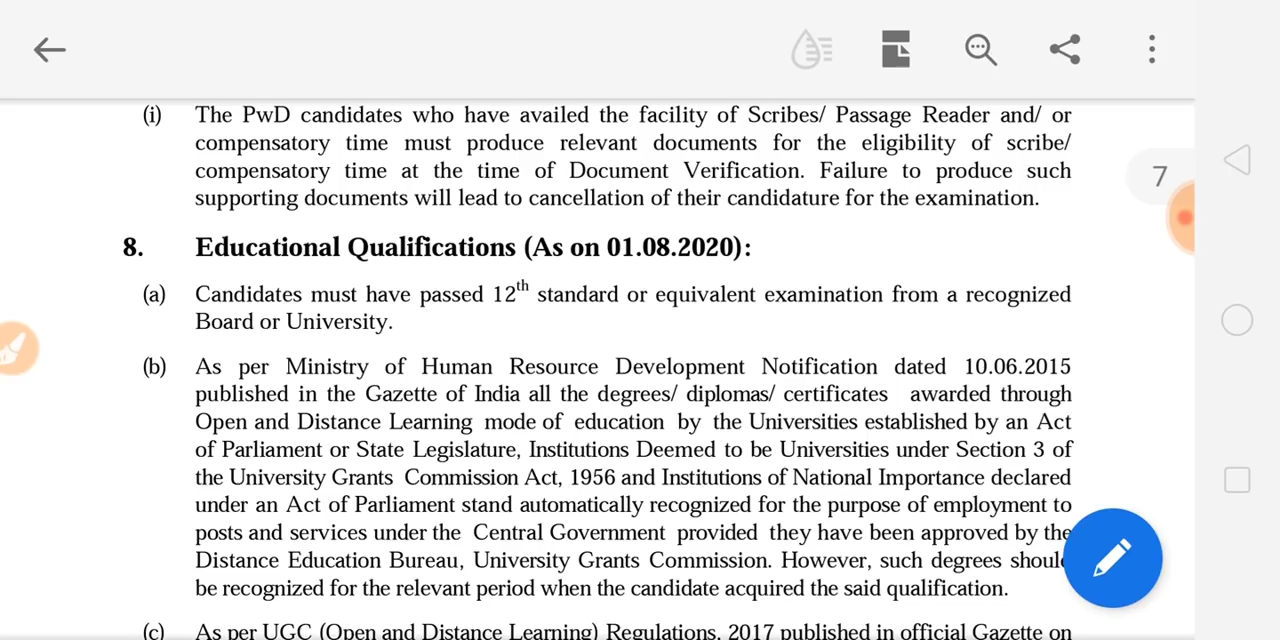 (i) The PwD candidates who have availed the facility of Scribes/ Passage Reader and/ or
compensatory time must produce relevant documents for the eligibility of scribe/
compensatory time at the time of Document Verification. Failure to produce such
supporting documents will lead to cancellation of their candidature for the examination.
7
8. Educational Qualifications (As on 01.08.2020):
(a) Candidates must have passed 12th standard or equivalent examination from a recognized
Board or University.
(b) As per Ministry of Human Resource Development Notification dated 10.06.2015
published in the Gazette of India all the degrees/ diplomas/ certificates awarded through
Open and Distance Learning mode of education by the Universities established by an Act
of Parliament or State Legislature, Institutions Deemed to be Universities under Section 3 of
the University Grants Commission Act, 1956 and Institutions of National Importance declared
under an Act of Parliament stand automatically recognized for the purpose of employment to
posts and services under the Central Government provided they have been approved by the
Distance Education Bureau, University Grants Commission. However, such degrees should
be recognized for the relevant period when the candidate acquired the said qualification.
(c) As per UGC (Open and Distance Learning) Regulations, 2017 published in official Gazette on